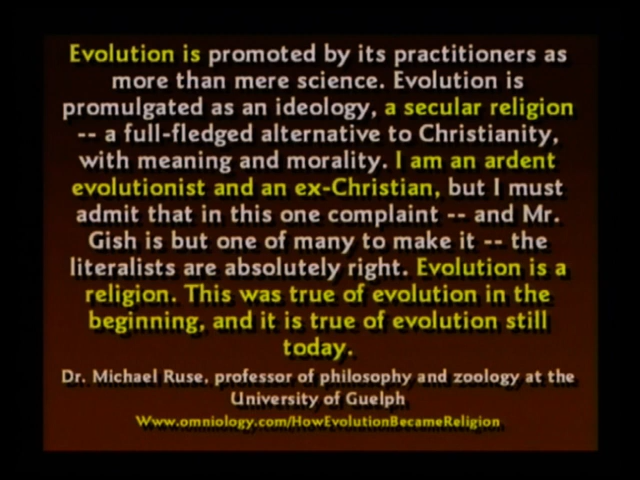 Evolution is promoted by its practitioners as
more than mere science. Evolution is
promulgated as an ideology, a secular religion
-- a full-fledged alternative to Christianity,
with meaning and morality. I am an ardent
evolutionist and an ex-Christian, but I must
admit that in this one complaint -- and Mr.
Gish is but one of many to make it -- the
literalists are absolutely right. Evolution is a
religion. This was true of evolution in the
beginning, and it is true of evolution still
today.
Dr. Michael Ruse, professor of philosophy and zoology at the
University of Guelph
Www.omniology.com/HowEvolutionBecameReligion